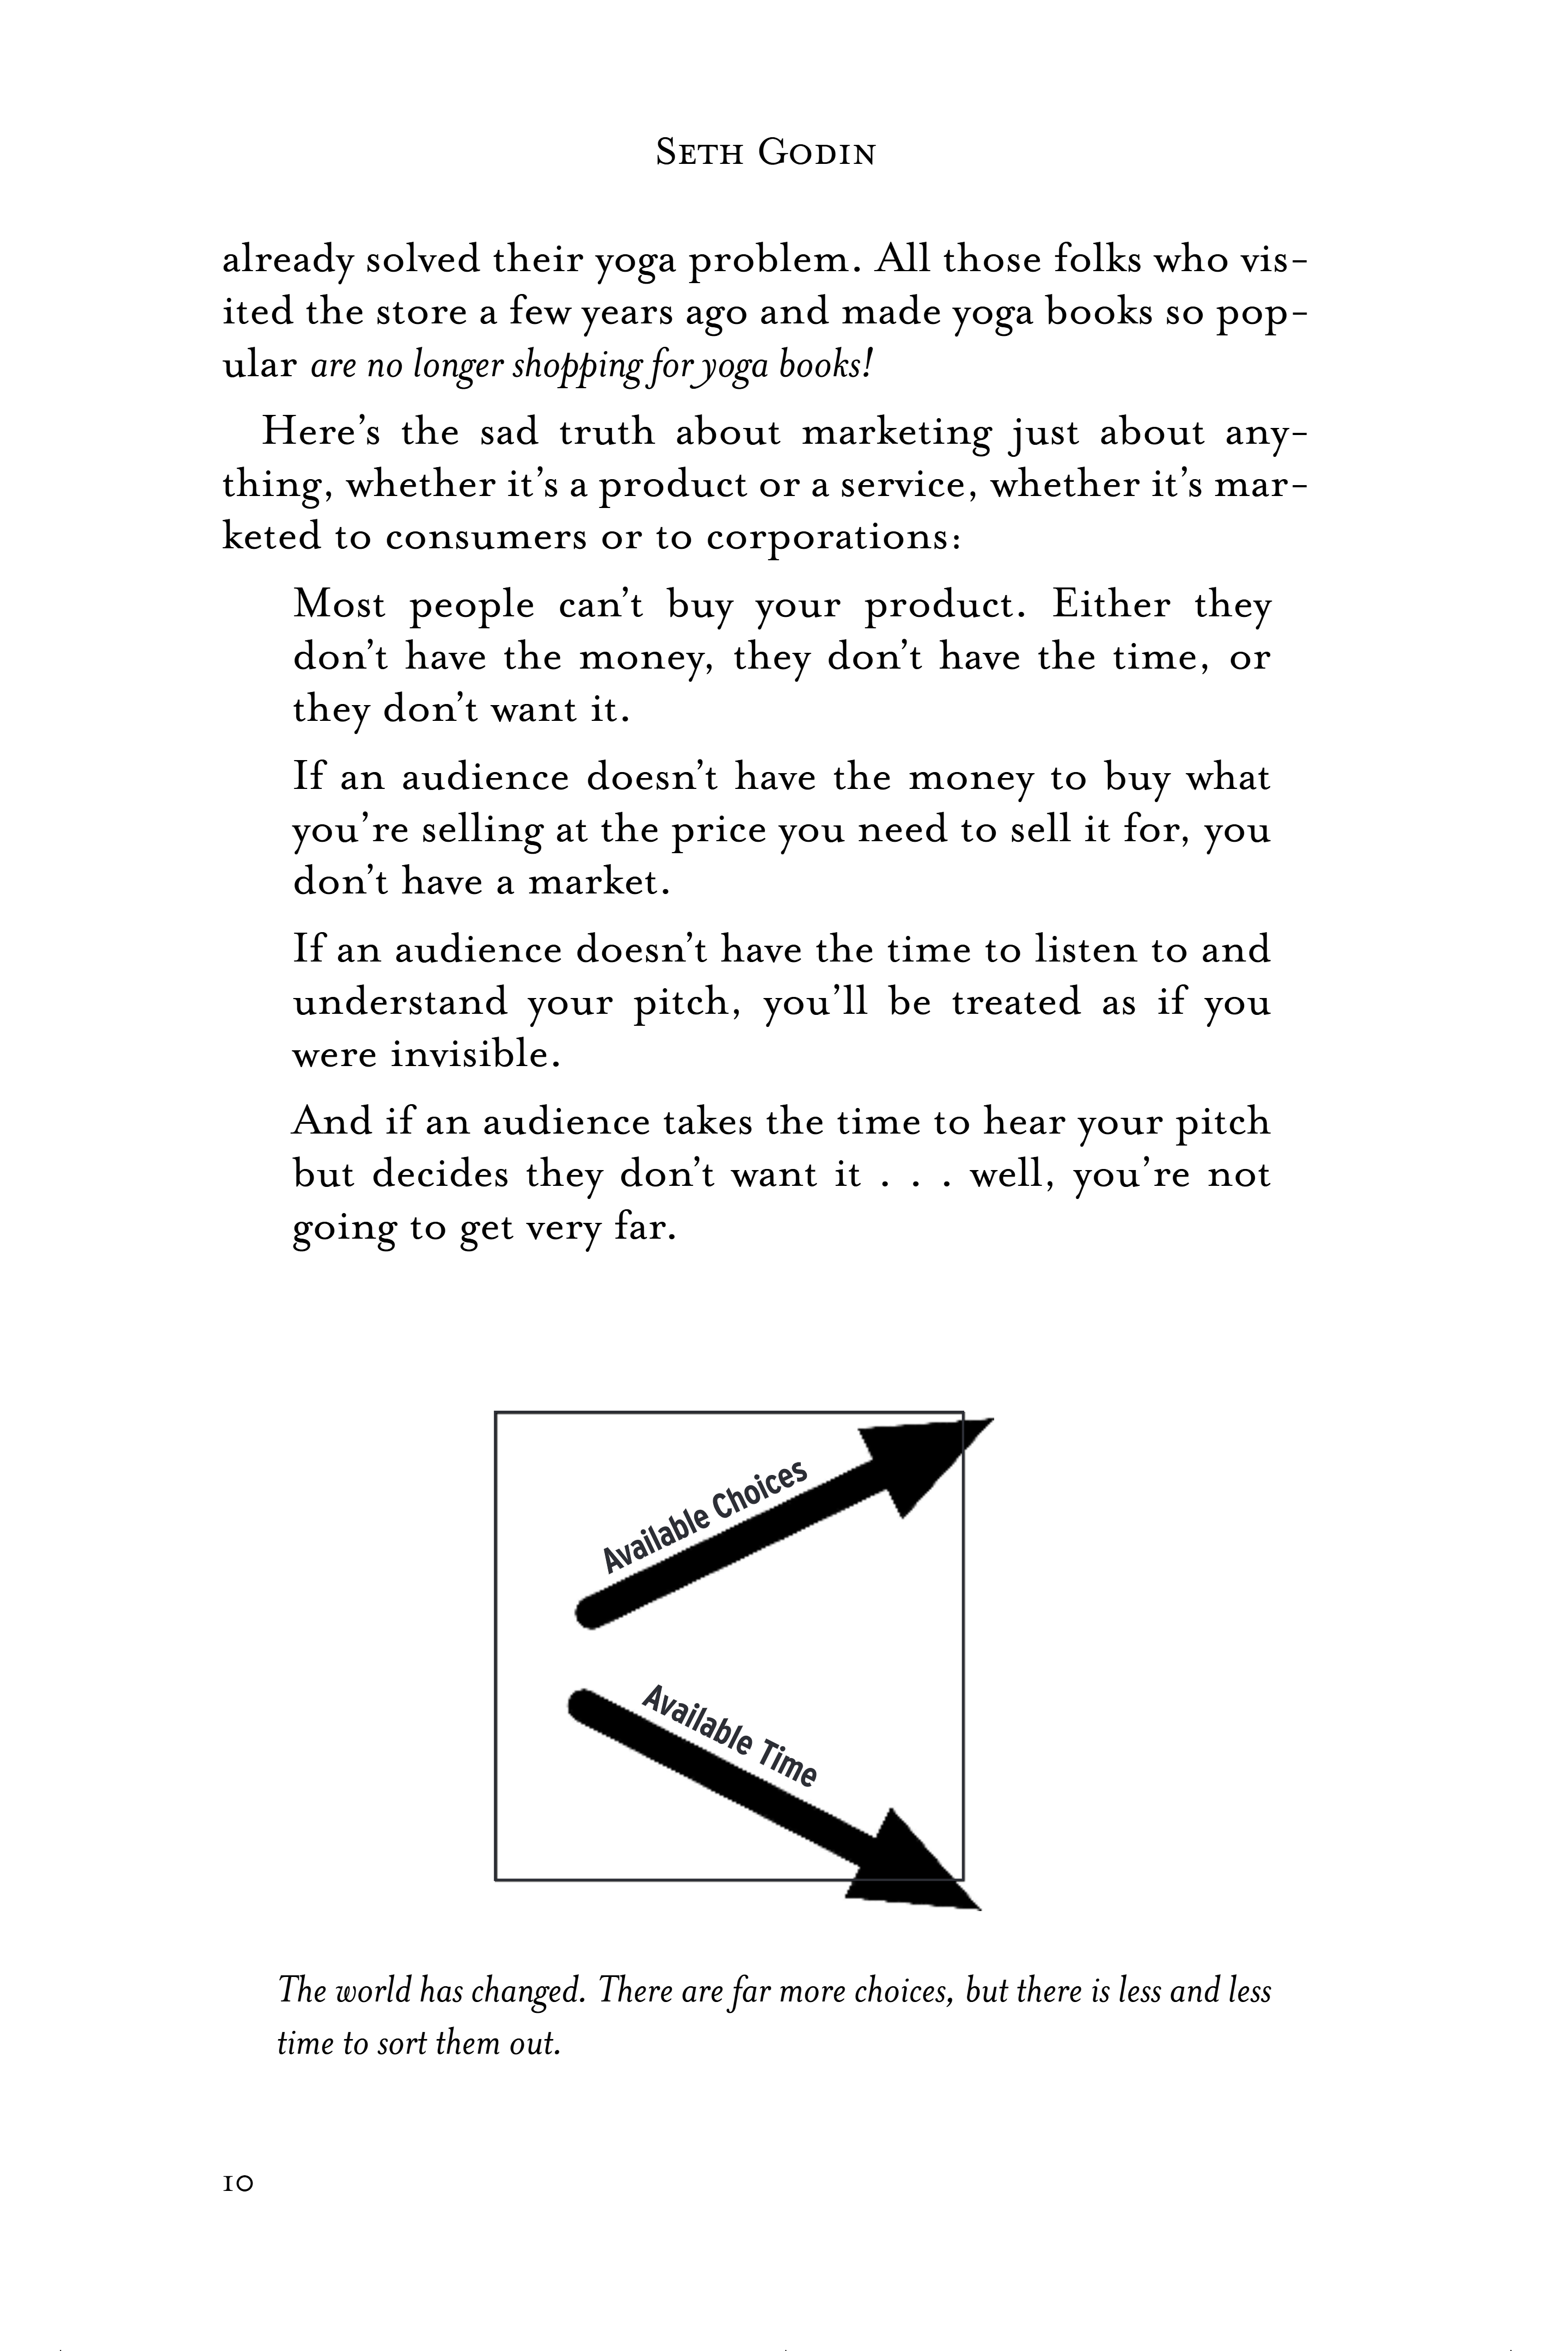 SETH GODIN
already solved their yoga problem. All those folks who vis-
ited the store a few years ago and made yoga books so pop-
ular are no longer shopping for yoga books!
Here’s the sad truth about marketing just about any-
thing, whether it’s a product or a service, whether it’s mar-
keted to consumers or to corporations:
Most people can’t buy your product. Either they
don’t have the money, they don’t have the time, or
they don’t want it.
If an audience doesn’t have the money to buy what
you’re selling at the price you need to sell it for, you
don’t have a market.
If an audience doesn’t have the time to listen to and
understand your pitch, you’ll be treated as if you
were invisible.
And if an audience takes the time to hear your pitch
but decides they don’t want it . . . well, you’re not
going to get very far.
Available Choices
Available Time
The world has changed. There are far more choices, but there is less and less
time to sort them out.
10